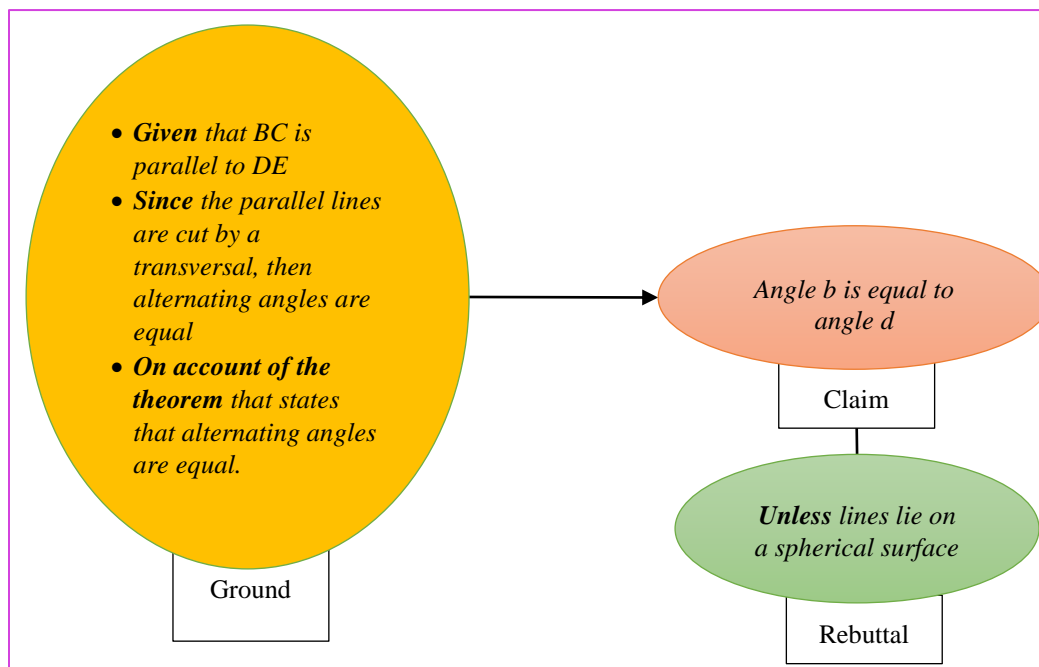 • Given that BC is
parallel to DE
• Since the parallel lines
are cut by a
transversal, then
alternating angles are
equal
• On account of the
theorem that states
that alternating angles
are equal.
Ground
Angle b is equal to
angle d
Claim
Unless lines lie on
a spherical surface
Rebuttal